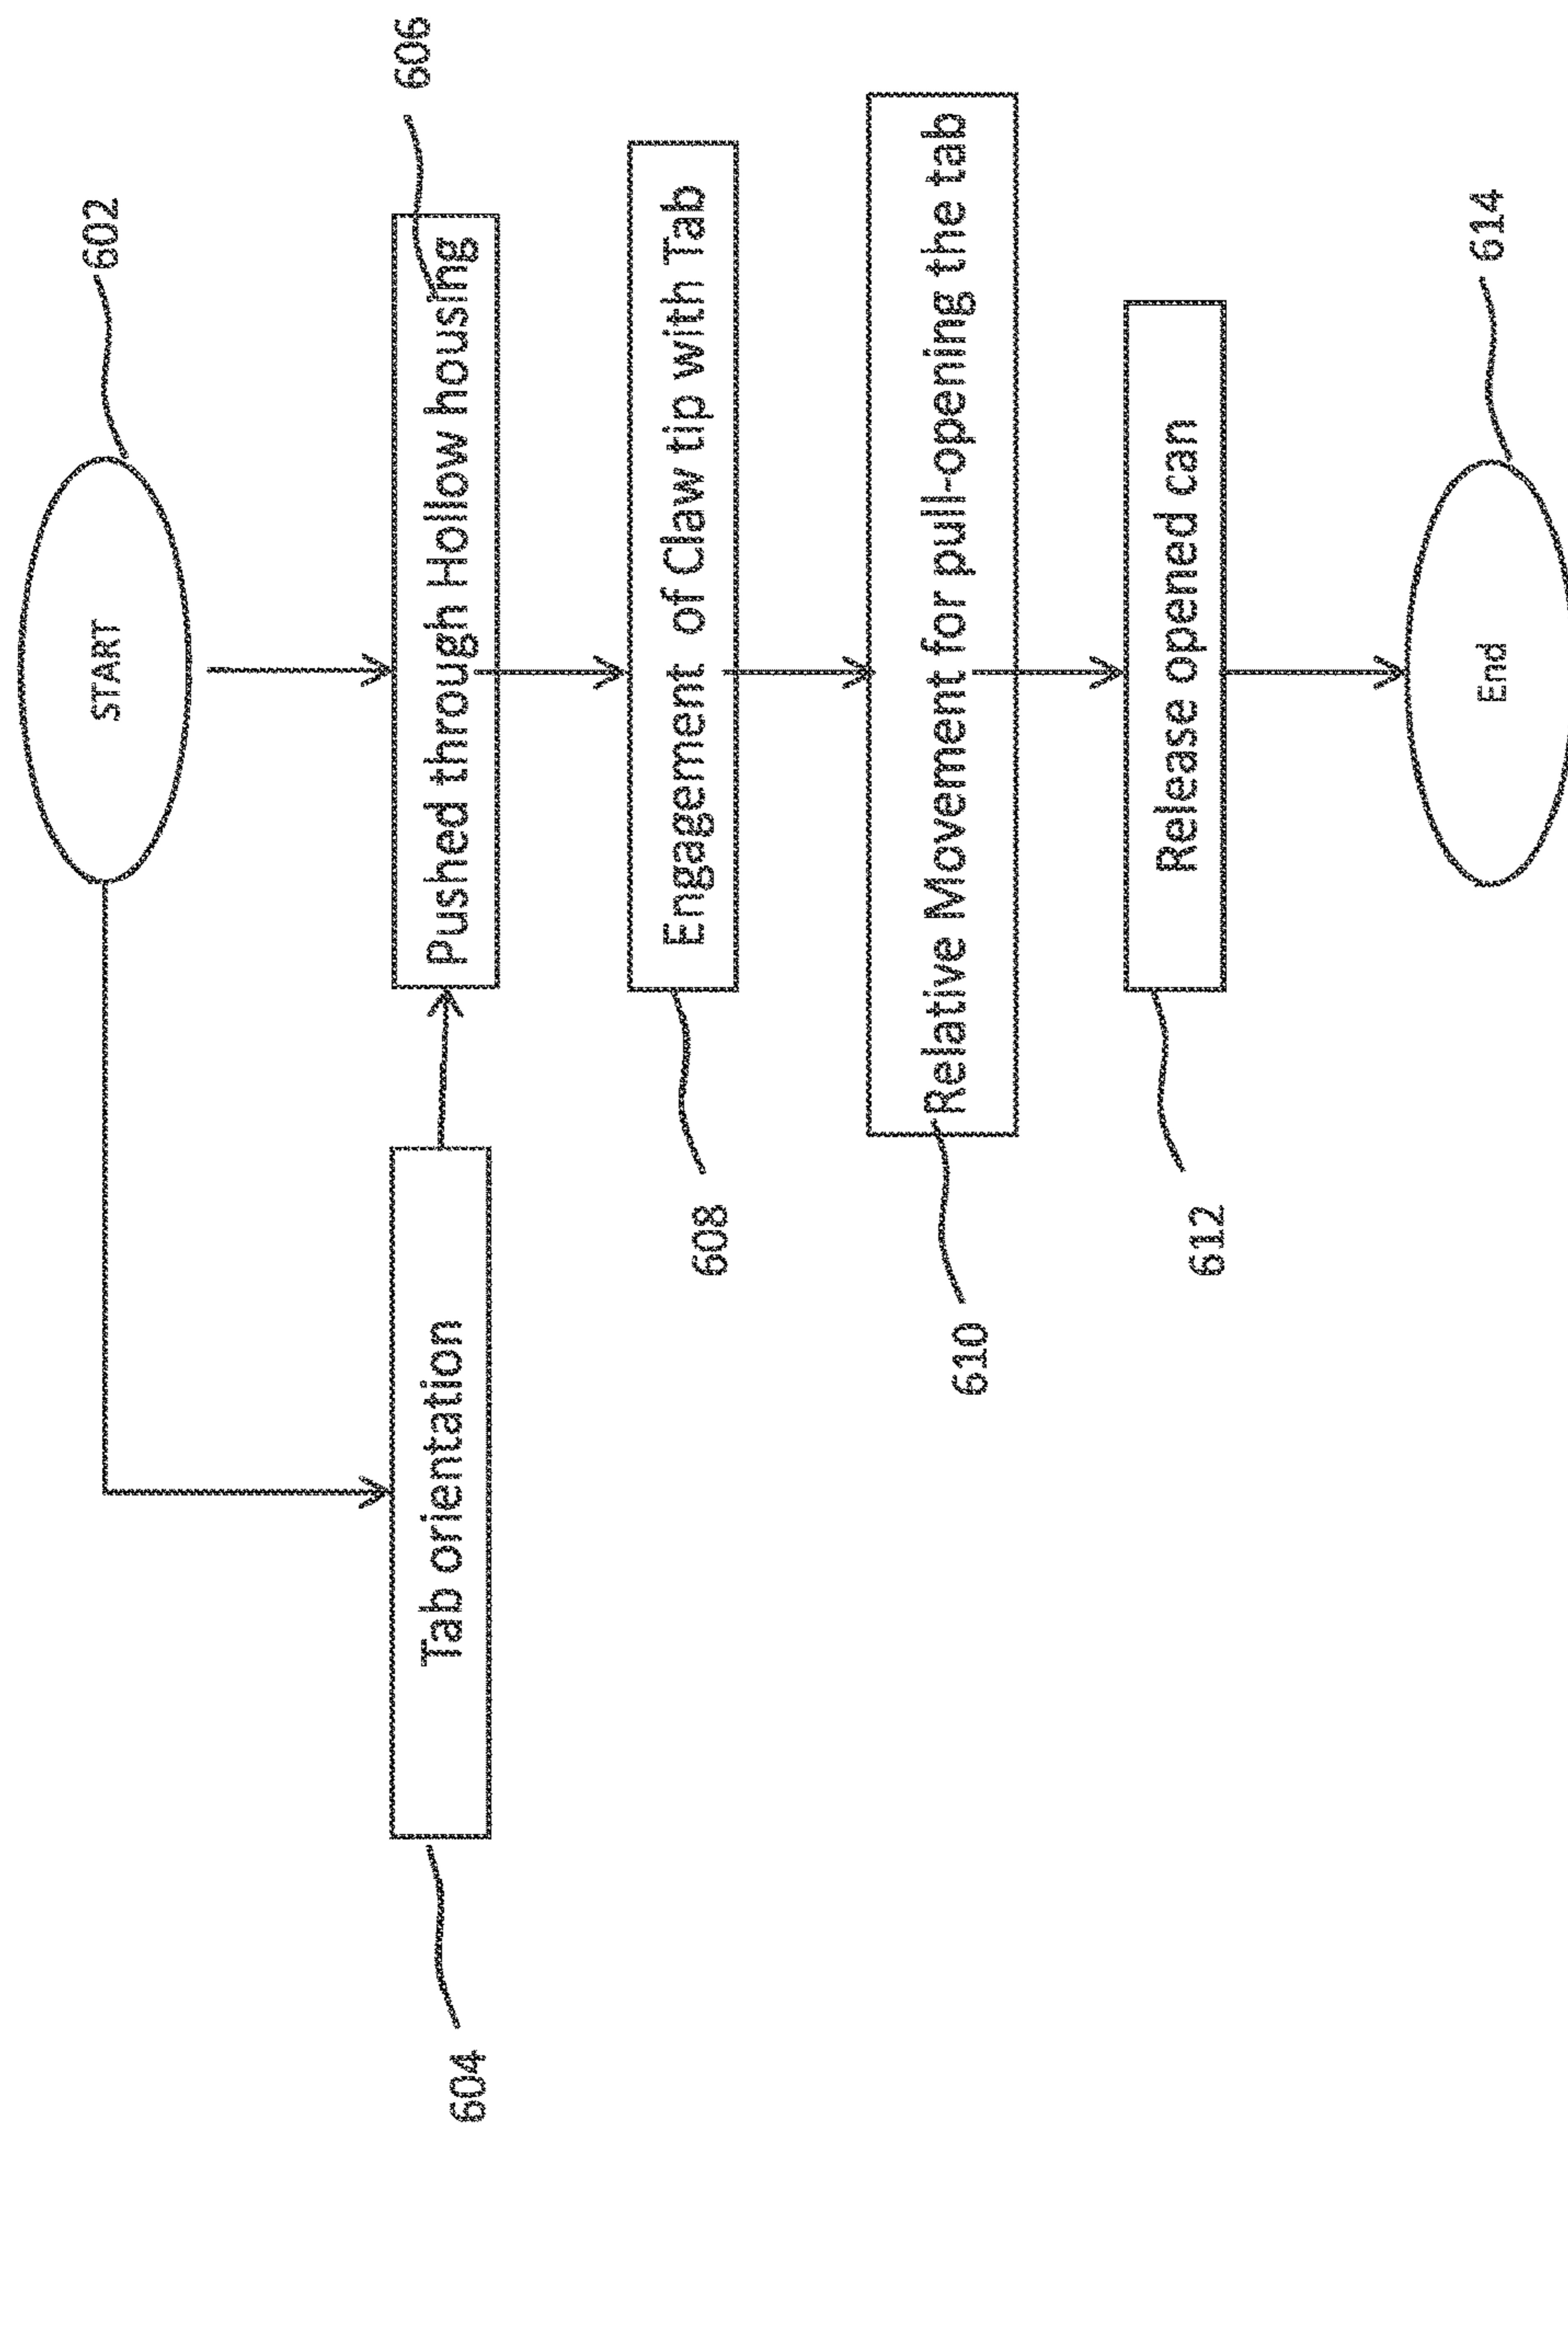 START
602
Tab orientation
604
Pushed through Hollow housing
606
Engagement of Claw tip with Tab
608
Relative Movement for pull-opening the tab
610
Release opened can
612
End
614